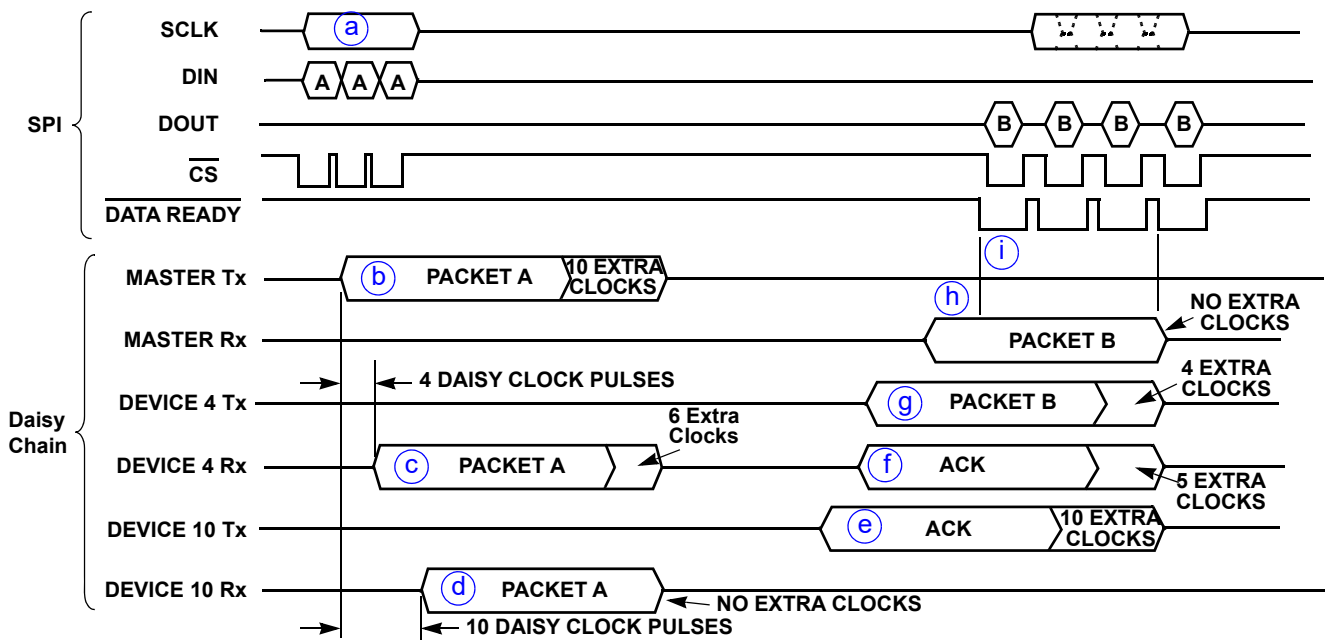 SPI
SCLK
a
DIN
A A A
DOUT
B B B B
CS
DATA READY
i
Daisy
Chain
MASTER Tx
b
PACKET A
10 EXTRA
CLOCKS
h
MASTER Rx
PACKET B
NO EXTRA
CLOCKS
4 DAISY CLOCK PULSES
DEVICE 4 Tx
g
PACKET B
4 EXTRA
CLOCKS
6 Extra
Clocks
DEVICE 4 Rx
c
PACKET A
f
ACK
5 EXTRA
CLOCKS
DEVICE 10 Tx
e
ACK
10 EXTRA
CLOCKS
DEVICE 10 Rx
d
PACKET A
NO EXTRA CLOCKS
10 DAISY CLOCK PULSES